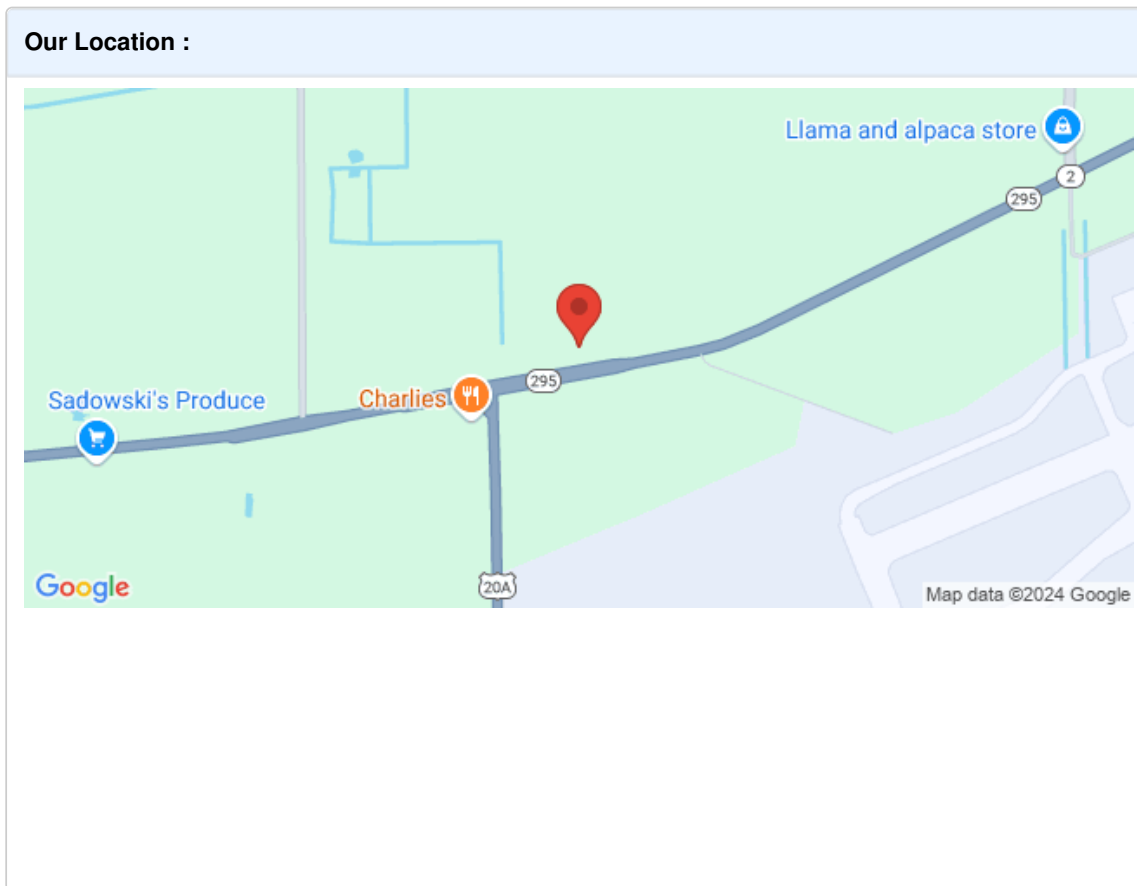 Our Location :
Llama and alpaca store
2
295
295
Charlies
Sadowski's Produce
20A
Google
Map data ©2024 Google